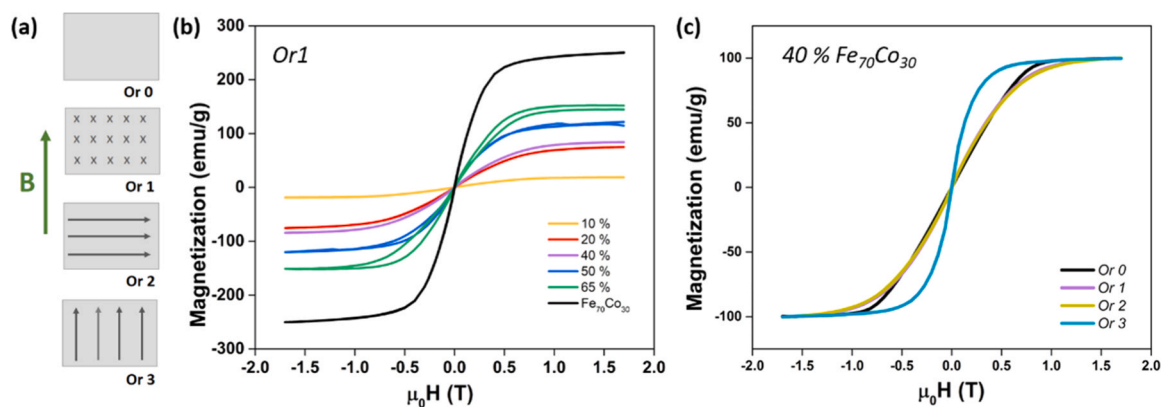 (a)
Or 0
x x x x x
x x x x x
x x x x x
Or 1
B
Or 2
Or 3
(b)
Or1
Magnetization (emu/g)
300
200
100
0
-100
-200
-300
-2.0 -1.5 -1.0 -0.5 0.0 0.5 1.0 1.5 2.0
μ₀H (T)
10 %
20 %
40 %
50 %
65 %
Fe₇₀Co₃₀
(c)
40 % Fe₇₀Co₃₀
Magnetization (emu/g)
100
50
0
-50
-100
-2.0 -1.5 -1.0 -0.5 0.0 0.5 1.0 1.5 2.0
μ₀H (T)
Or 0
Or 1
Or 2
Or 3